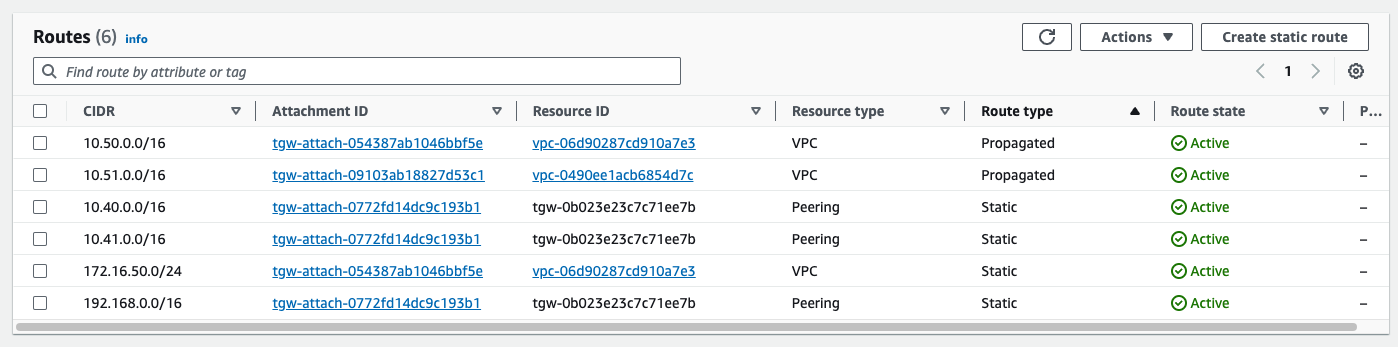 Routes (6) info
Actions
Create static route
Find route by attribute or tag
1
CIDR Attachment ID Resource ID Resource type Route type Route state P...
10.50.0.0/16 tgw-attach-054387ab1046bbf5e vpc-06d90287cd910a7e3 VPC Propagated Active –
10.51.0.0/16 tgw-attach-09103ab18827d53c1 vpc-0490ee1acb6854d7c VPC Propagated Active –
10.40.0.0/16 tgw-attach-0772fd14dc9c193b1 tgw-0b023e23c7c71ee7b Peering Static Active –
10.41.0.0/16 tgw-attach-0772fd14dc9c193b1 tgw-0b023e23c7c71ee7b Peering Static Active –
172.16.50.0/24 tgw-attach-054387ab1046bbf5e vpc-06d90287cd910a7e3 VPC Static Active –
192.168.0.0/16 tgw-attach-0772fd14dc9c193b1 tgw-0b023e23c7c71ee7b Peering Static Active –